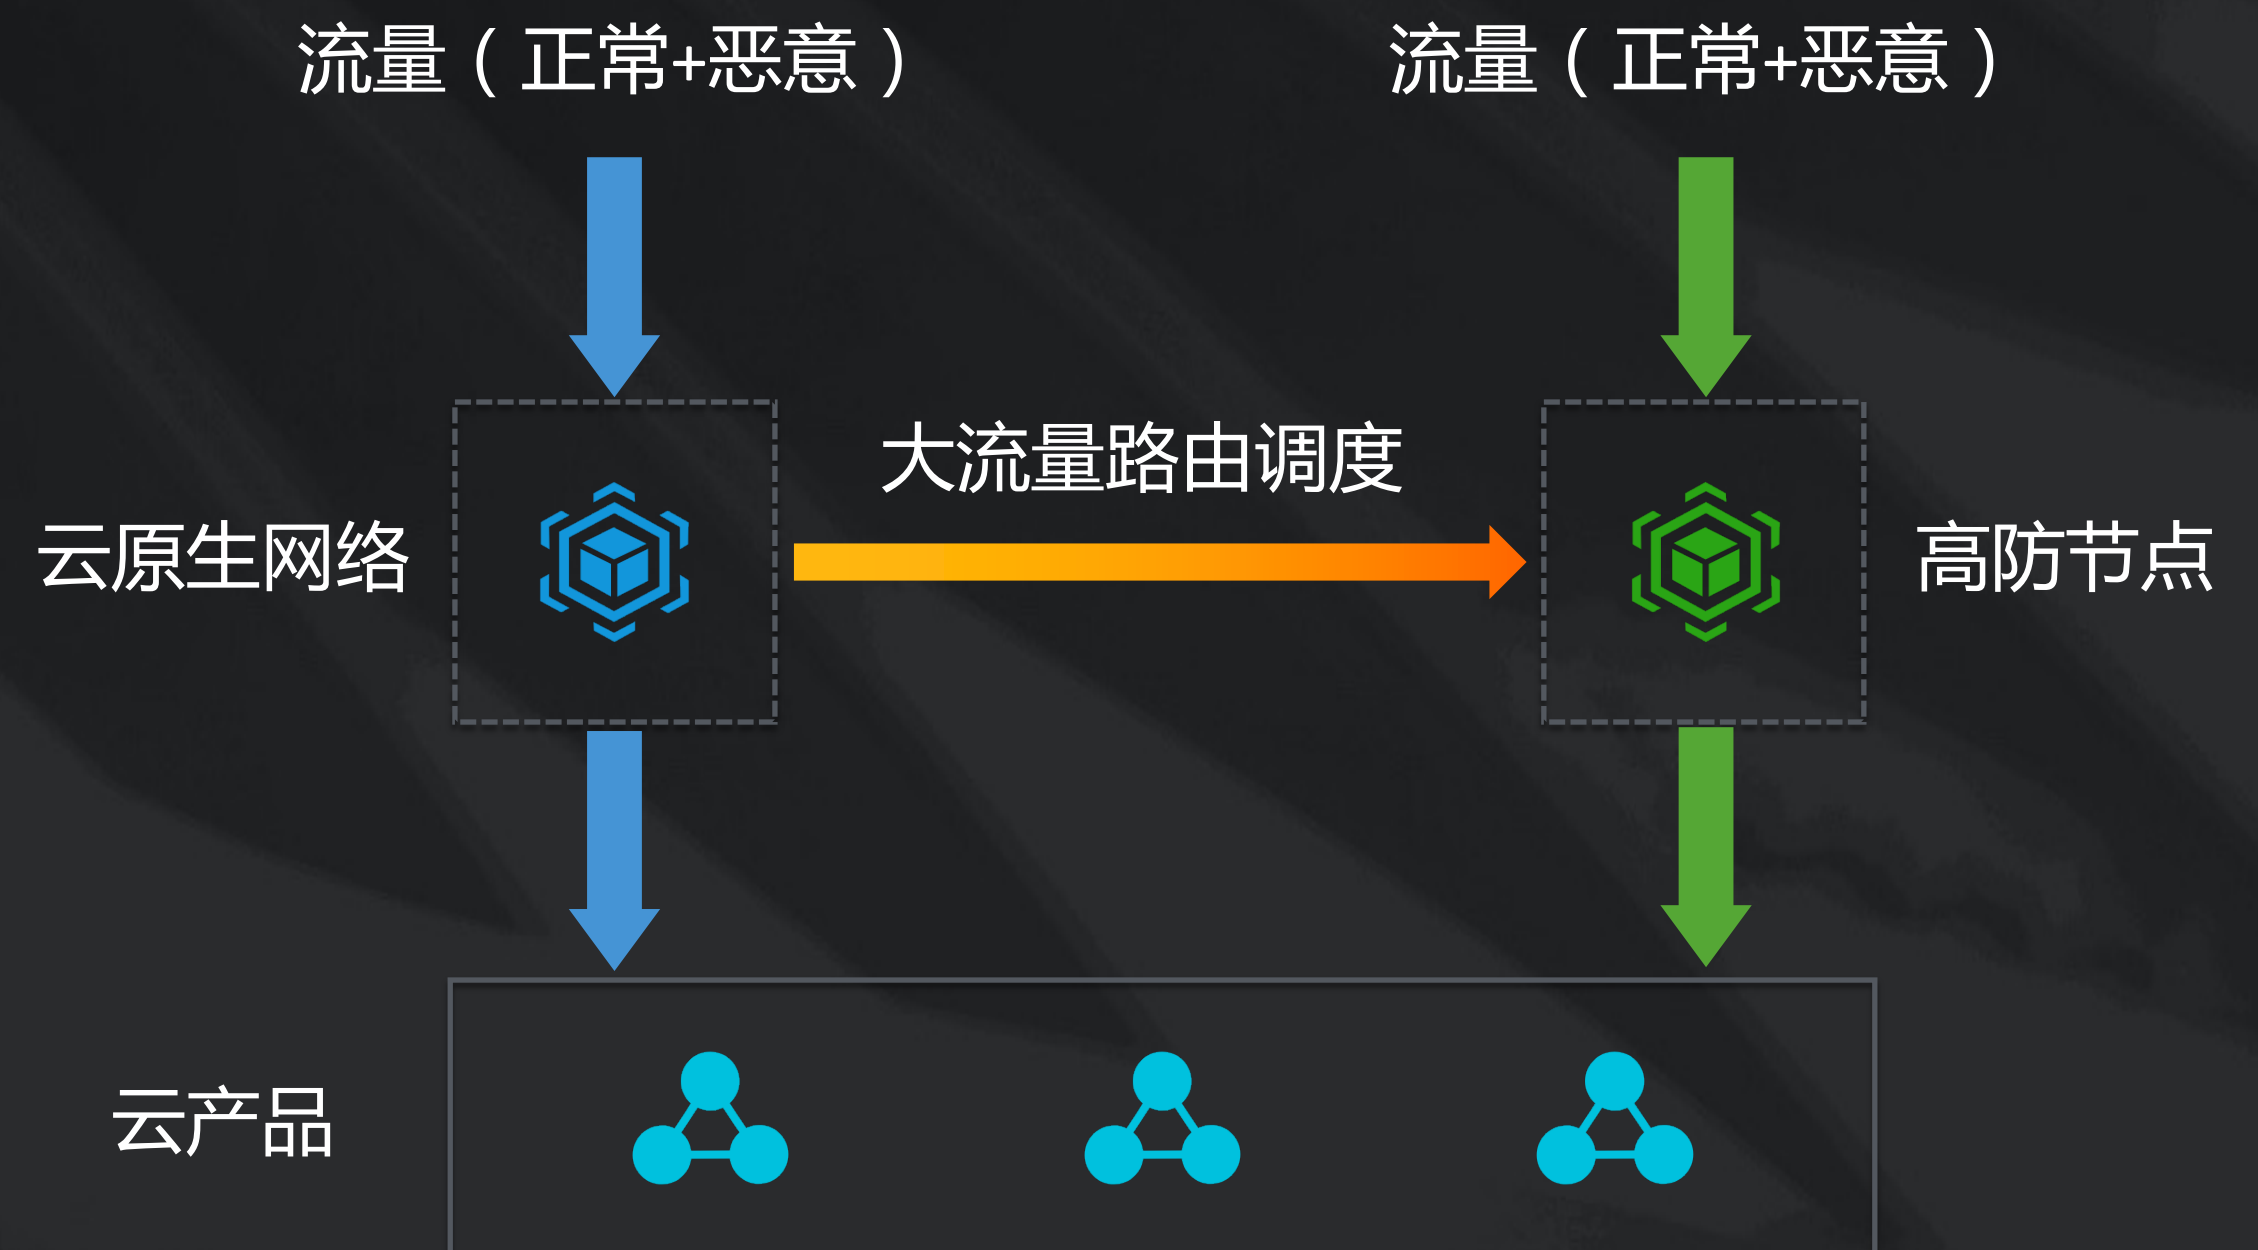 流量（正常+恶意）
流量（正常+恶意）
大流量路由调度
云原生网络
高防节点
云产品